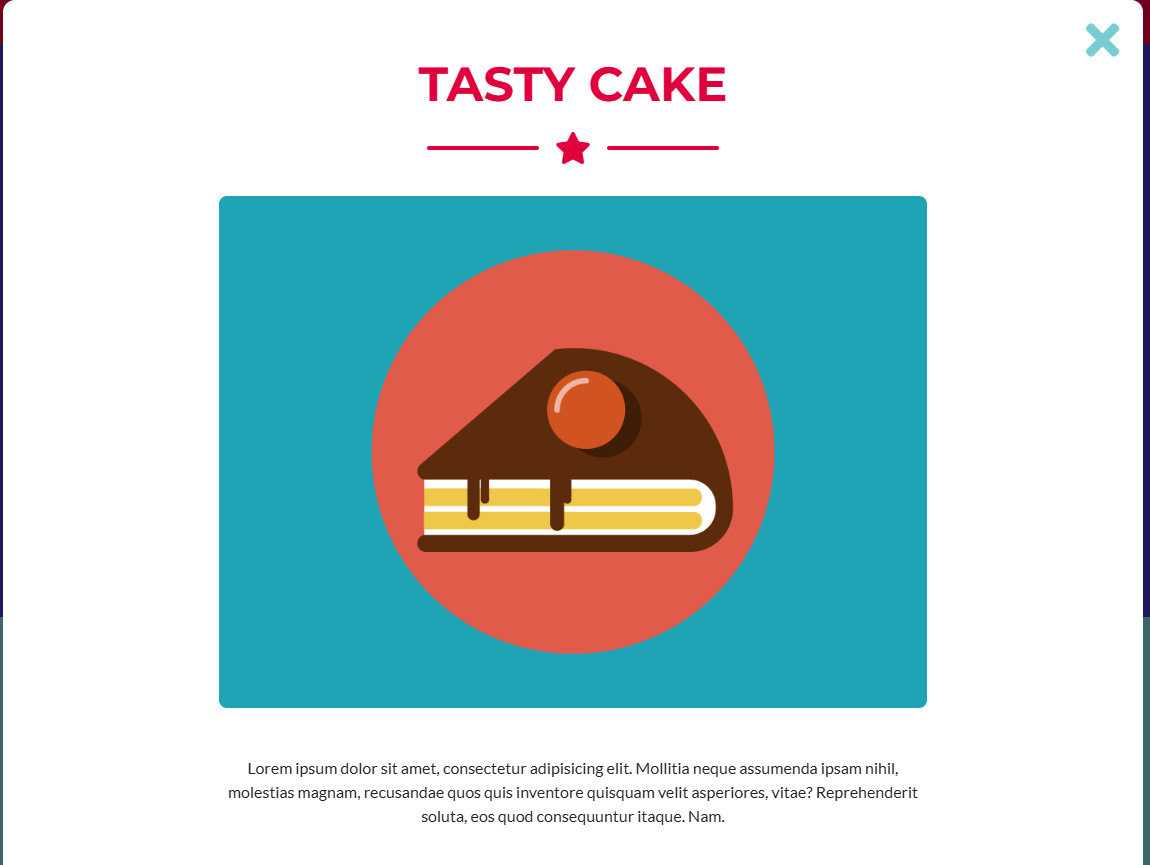 TASTY CAKE
Lorem ipsum dolor sit amet, consectetur adipisicing elit. Mollitia neque assumenda ipsam nihil,
molestias magnam, recusandae quos quis inventore quisquam velit asperiores, vitae? Reprehenderit
soluta, eos quod consequuntur itaque. Nam.